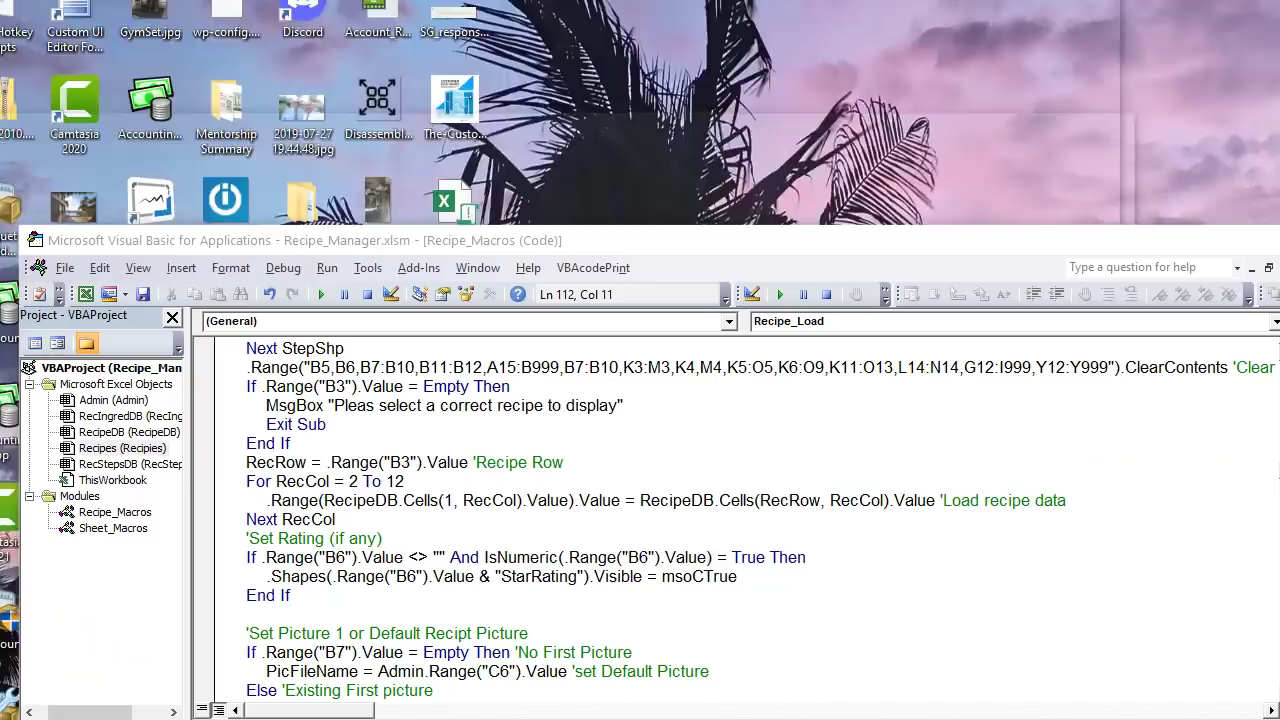 Hotkey
pts
Custom UI
Editor Fo...
GymSet.jpg
wp-config....
Discord
Account_R...
SG_respons...
2010....
Camtasia
2020
Accountin...
Mentorship
Summary
2019-07-27
19.44.48.jpg
Disassembl...
The-Custo...
Microsoft Visual Basic for Applications - Recipe_Manager.xlsm - [Recipe_Macros (Code)]
File Edit View Insert Format Debug Run Tools Add-Ins Window Help VBAcodePrint
Type a question for help
Ln 112, Col 11
Project - VBAProject
(General)
Recipe_Load
VBAProject (Recipe_Man
Microsoft Excel Objects
Admin (Admin)
RecIngredDB (RecIng
RecipeDB (RecipeDB)
Recipes (Recipies)
RecStepsDB (RecStep
ThisWorkbook
Modules
Recipe_Macros
Sheet_Macros
Next StepShp
.Range("B5,B6,B7:B10,B11:B12,A15:B999,B7:B10,K3:M3,K4,M4,K5:O5,K6:O9,K11:O13,L14:N14,G12:I999,Y12:Y999").ClearContents 'Clear
If .Range("B3").Value = Empty Then
MsgBox "Pleas select a correct recipe to display"
Exit Sub
End If
RecRow = .Range("B3").Value 'Recipe Row
For RecCol = 2 To 12
.Range(RecipeDB.Cells(1, RecCol).Value).Value = RecipeDB.Cells(RecRow, RecCol).Value 'Load recipe data
Next RecCol
'Set Rating (if any)
If .Range("B6").Value <> "" And IsNumeric(.Range("B6").Value) = True Then
.Shapes(.Range("B6").Value & "StarRating").Visible = msoCTrue
End If
'Set Picture 1 or Default Recipt Picture
If .Range("B7").Value = Empty Then 'No First Picture
PicFileName = Admin.Range("C6").Value 'set Default Picture
Else 'Existing First picture